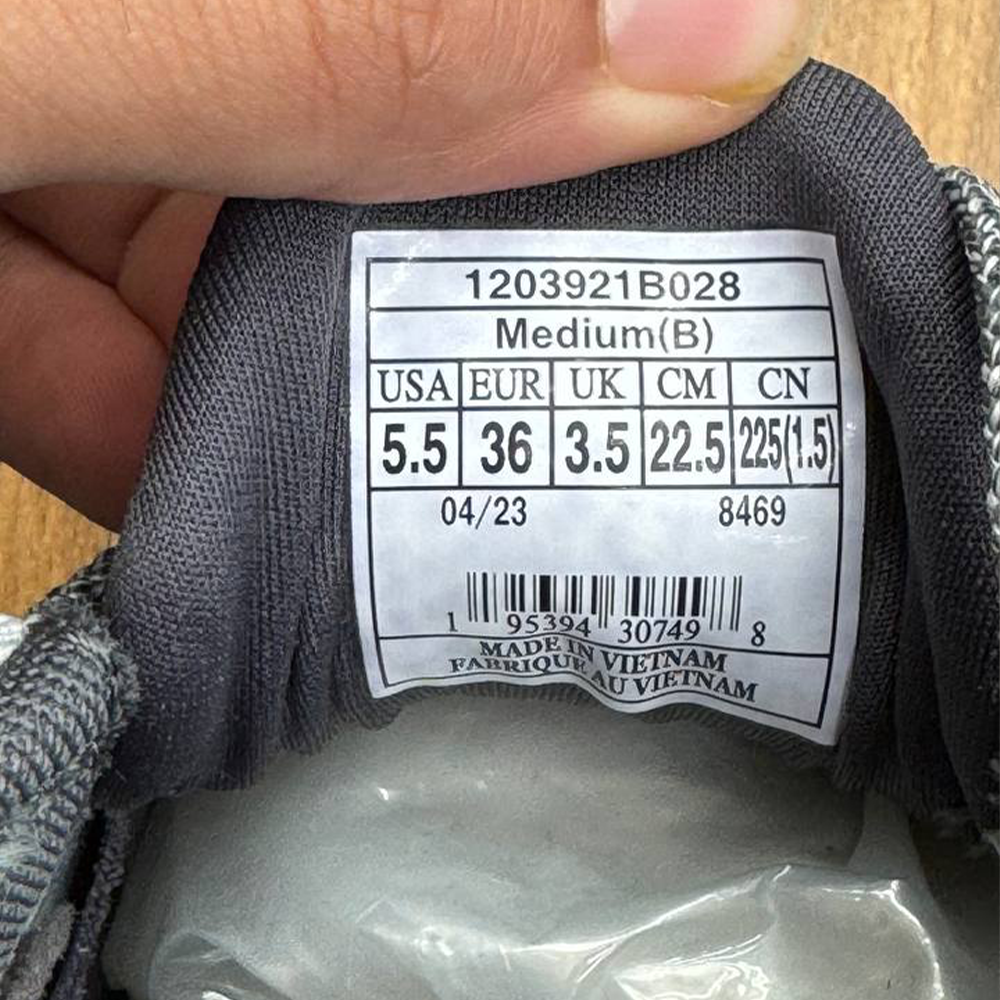 1203921B028
Medium(B)
USA EUR UK CM CN
5.5 36 3.5 22.5 225(1.5)
04/23 8469
1 95394 30749 8
MADE IN VIETNAM
FABRIQUE AU VIETNAM